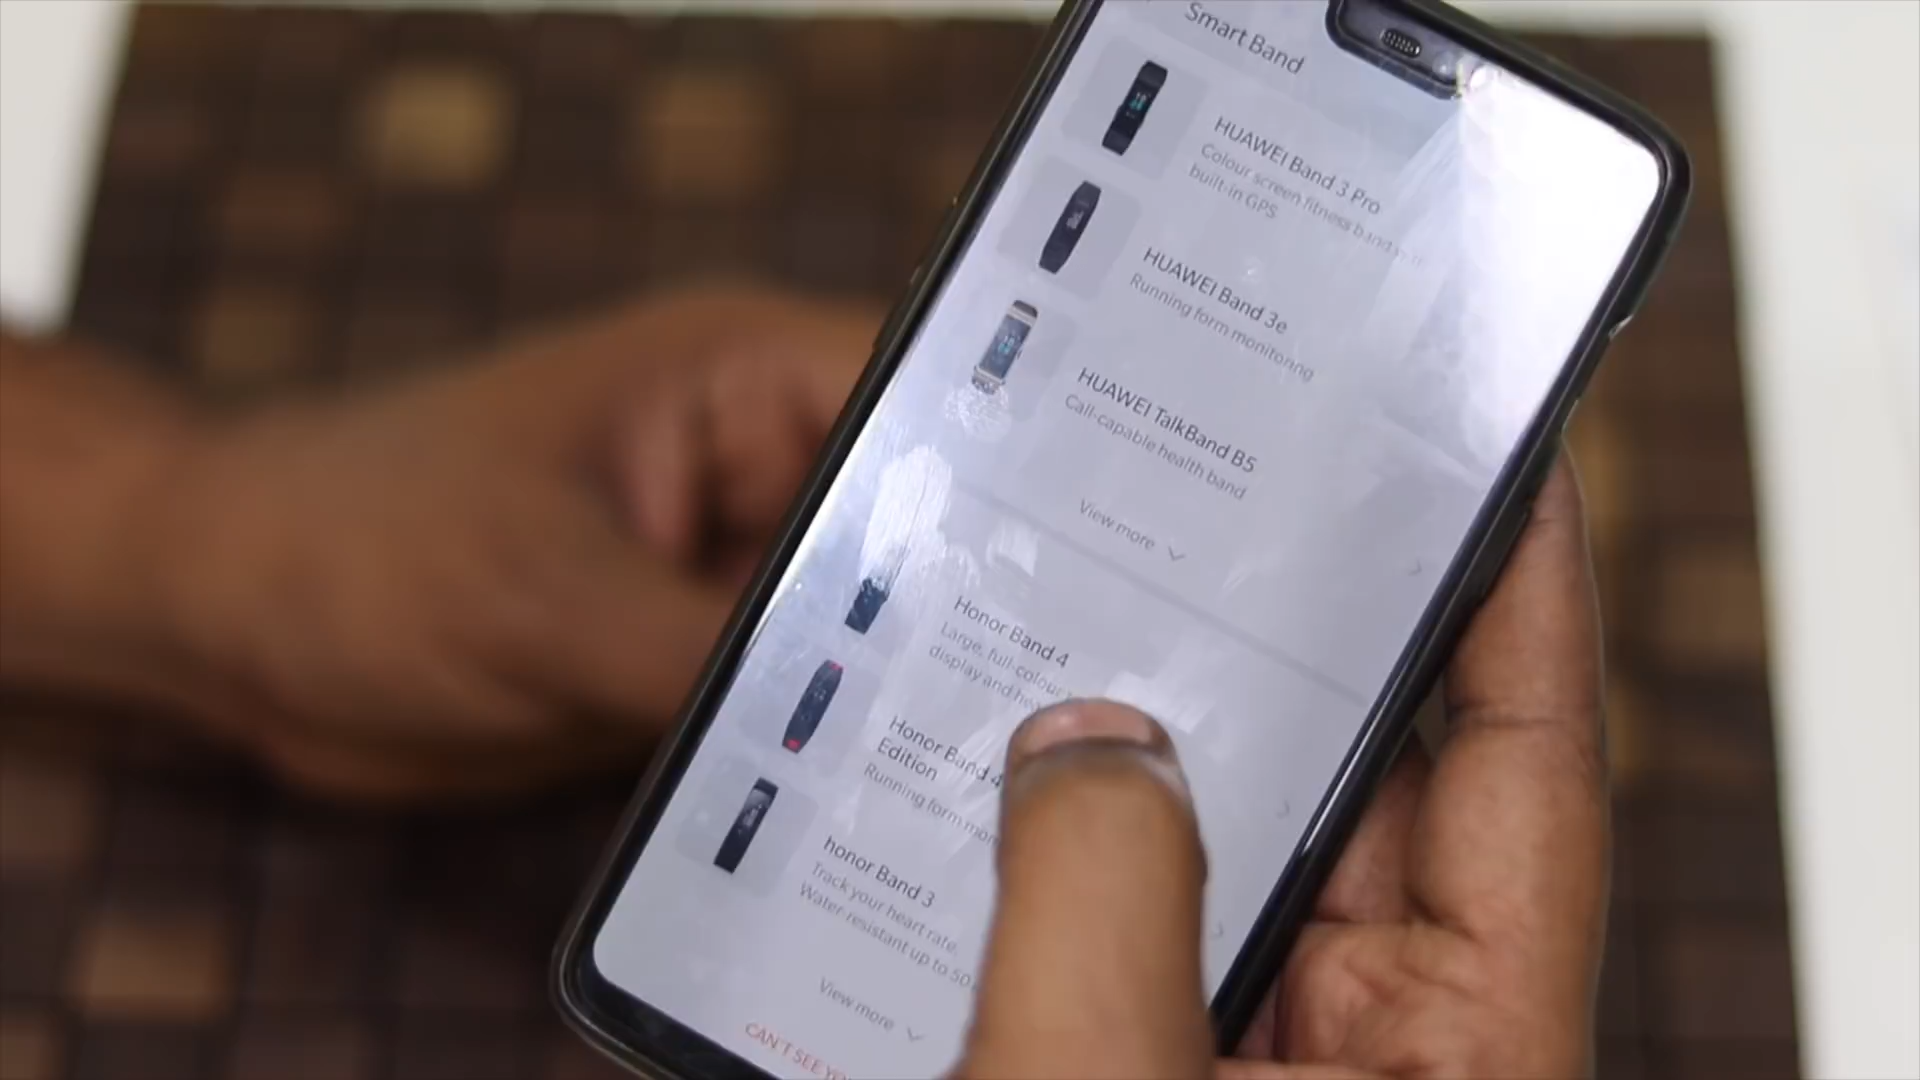 Smart Band
HUAWEI Band 3 Pro
Colour screen fitness band
built-in GPS
HUAWEI Band 3e
Running form monitoring
HUAWEI TalkBand B5
Call-capable health band
View more
Honor Band 4
Large, full-colour
display and
Honor Band 4
Edition
Running form
honor Band 3
Track your heart rate.
Water-resistant up to 50
View more
CAN'T SEE